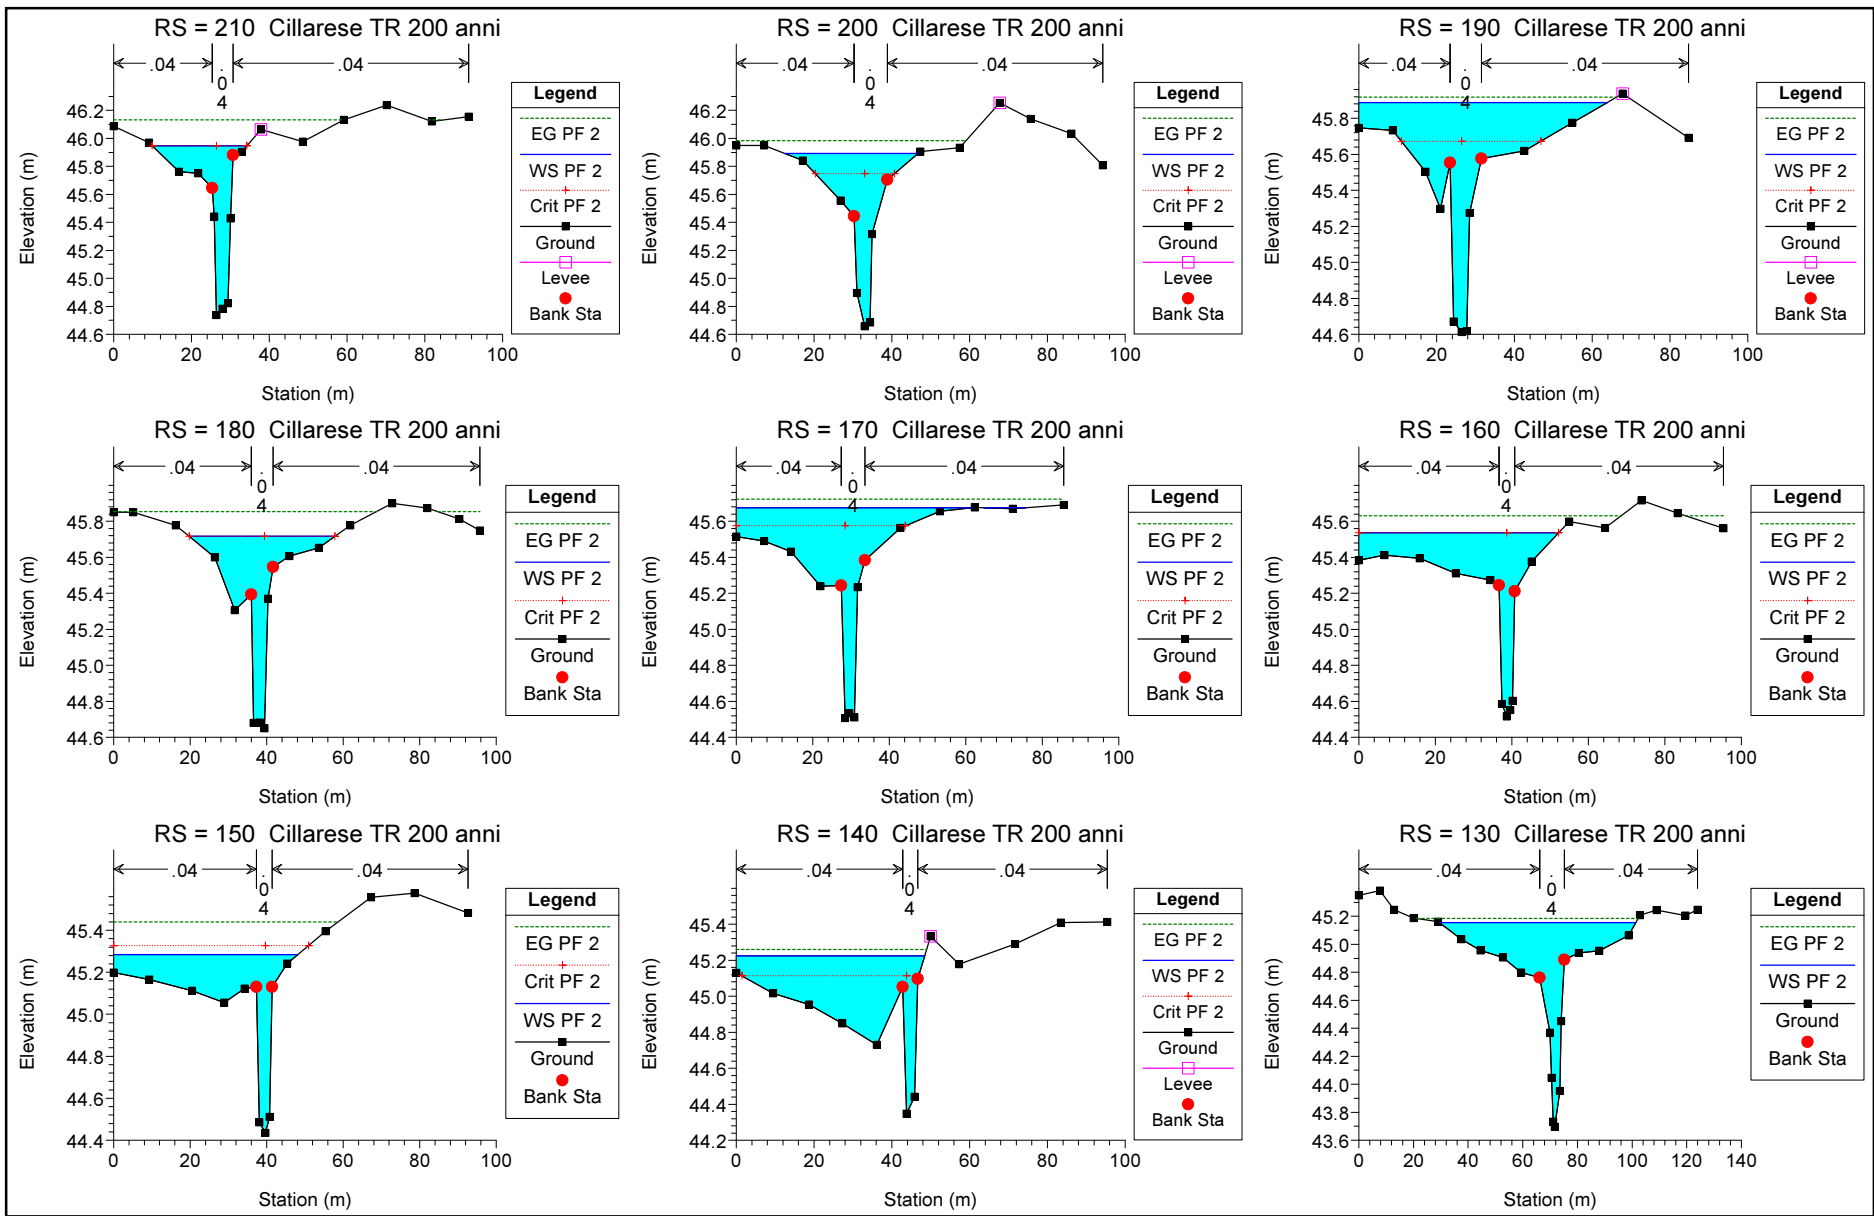 RS = 210 Cillarese TR 200 anni
.04
.04
.04
46.2
46.0
45.8
45.6
45.4
45.2
45.0
44.8
44.6
Elevation (m)
0 20 40 60 80 100
Station (m)
Legend
EG PF 2
WS PF 2
Crit PF 2
Ground
Levee
Bank Sta
RS = 200 Cillarese TR 200 anni
.04
.04
.04
46.2
46.0
45.8
45.6
45.4
45.2
45.0
44.8
44.6
Elevation (m)
0 20 40 60 80 100
Station (m)
Legend
EG PF 2
WS PF 2
Crit PF 2
Ground
Levee
Bank Sta
RS = 190 Cillarese TR 200 anni
.04
.04
.04
45.8
45.6
45.4
45.2
45.0
44.8
44.6
Elevation (m)
0 20 40 60 80 100
Station (m)
Legend
EG PF 2
WS PF 2
Crit PF 2
Ground
Levee
Bank Sta
RS = 180 Cillarese TR 200 anni
.04
.04
.04
45.8
45.6
45.4
45.2
45.0
44.8
44.6
Elevation (m)
0 20 40 60 80 100
Station (m)
Legend
EG PF 2
WS PF 2
Crit PF 2
Ground
Bank Sta
RS = 170 Cillarese TR 200 anni
.04
.04
.04
45.6
45.4
45.2
45.0
44.8
44.6
44.4
Elevation (m)
0 20 40 60 80 100
Station (m)
Legend
EG PF 2
WS PF 2
Crit PF 2
Ground
Bank Sta
RS = 160 Cillarese TR 200 anni
.04
.04
.04
45.6
45.4
45.2
45.0
44.8
44.6
44.4
Elevation (m)
0 20 40 60 80 100
Station (m)
Legend
EG PF 2
WS PF 2
Crit PF 2
Ground
Bank Sta
RS = 150 Cillarese TR 200 anni
.04
.04
.04
45.4
45.2
45.0
44.8
44.6
44.4
Elevation (m)
0 20 40 60 80 100
Station (m)
Legend
EG PF 2
Crit PF 2
WS PF 2
Ground
Bank Sta
RS = 140 Cillarese TR 200 anni
.04
.04
.04
45.4
45.2
45.0
44.8
44.6
44.4
44.2
Elevation (m)
0 20 40 60 80 100
Station (m)
Legend
EG PF 2
WS PF 2
Crit PF 2
Ground
Levee
Bank Sta
RS = 130 Cillarese TR 200 anni
.04
.04
.04
45.2
45.0
44.8
44.6
44.4
44.2
44.0
43.8
43.6
Elevation (m)
0 20 40 60 80 100 120 140
Station (m)
Legend
EG PF 2
WS PF 2
Ground
Bank Sta